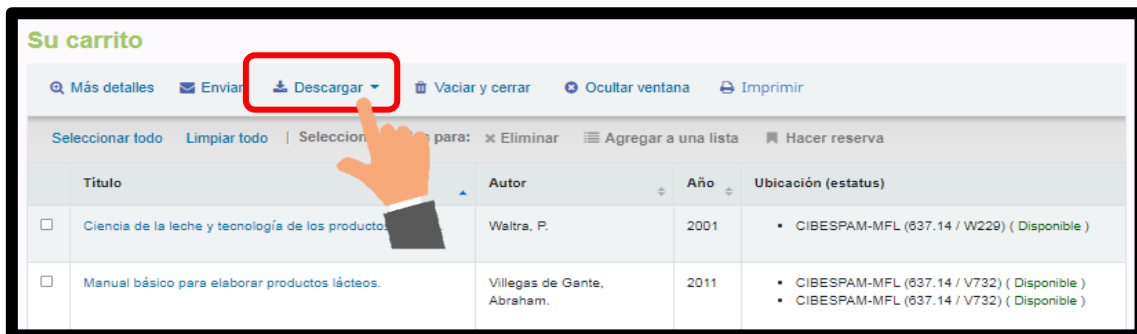 Su carrito
Más detalles Enviar Descargar Vaciar y cerrar Ocultar ventana Imprimir
Seleccionar todo Limpiar todo | para: Eliminar Agregar a una lista Hacer reserva
Título Autor Año Ubicación (estatus)
Ciencia de la leche y tecnología de los productos Waltra, P. 2001 • CIBESPAM-MFL (637.14 / W229) ( Disponible )
Manual básico para elaborar productos lácteos. Villegas de Gante, 2011 • CIBESPAM-MFL (637.14 / V732) ( Disponible )
Abraham. • CIBESPAM-MFL (637.14 / V732) ( Disponible )